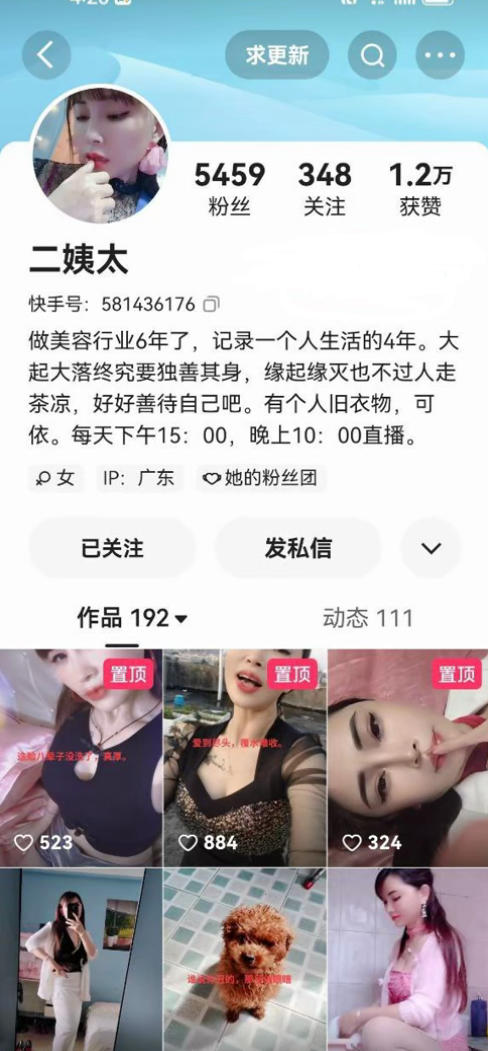 求更新
5459
348
1.2万
粉丝
关注
获赞
二姨太
快手号：581436176
做美容行业6年了，记录一个人生活的4年。大
起大落终究要独善其身，缘起缘灭也不过人走
茶凉，好好善待自己吧。有个人旧衣物，可
依。每天下午15：00，晚上10：00直播。
女
IP：广东
她的粉丝团
已关注
发私信
作品 192
动态 111
置顶
置顶
置顶
爱到尽头，覆水难收。
523
884
324